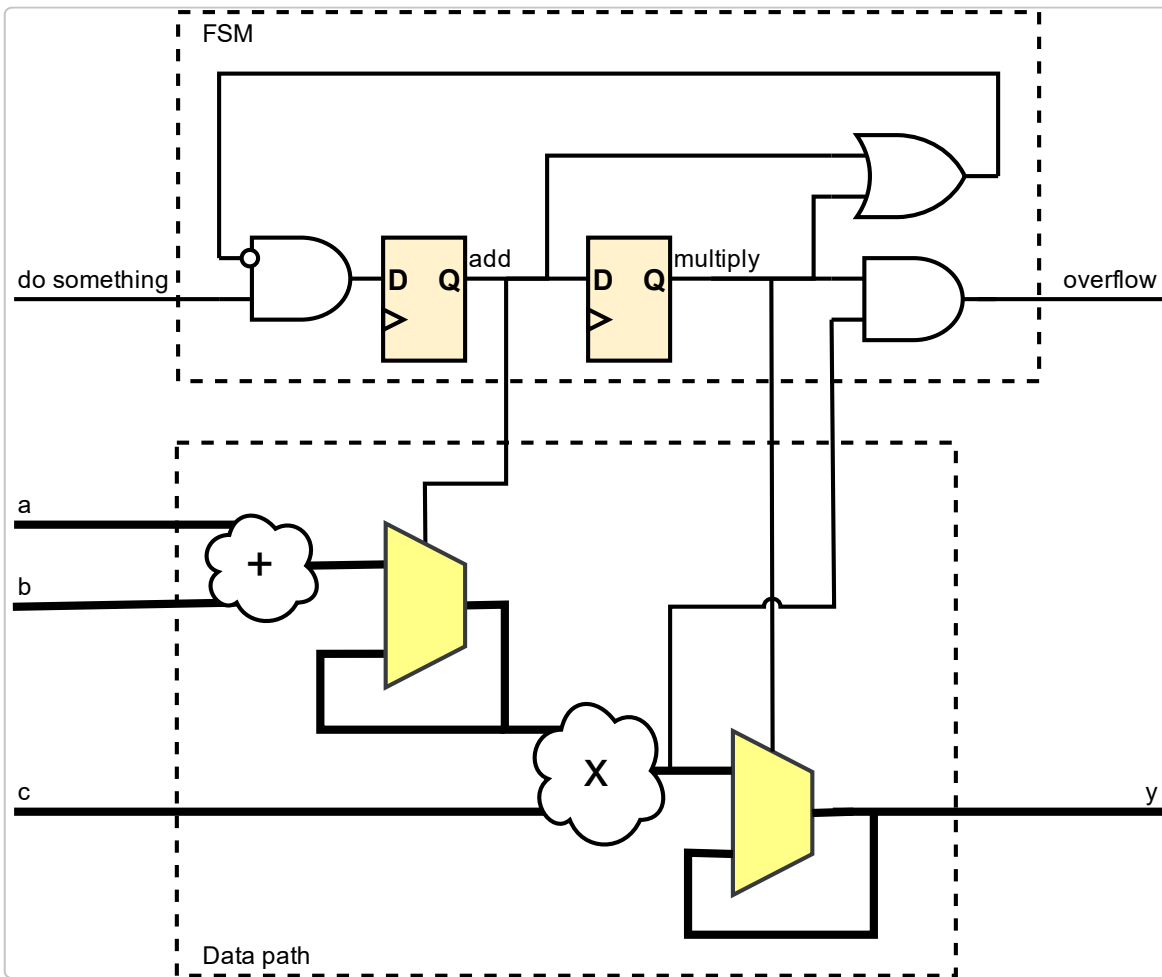 FSM
do something
D
Q
add
D
Q
multiply
overflow
a
+
b
X
c
y
Data path